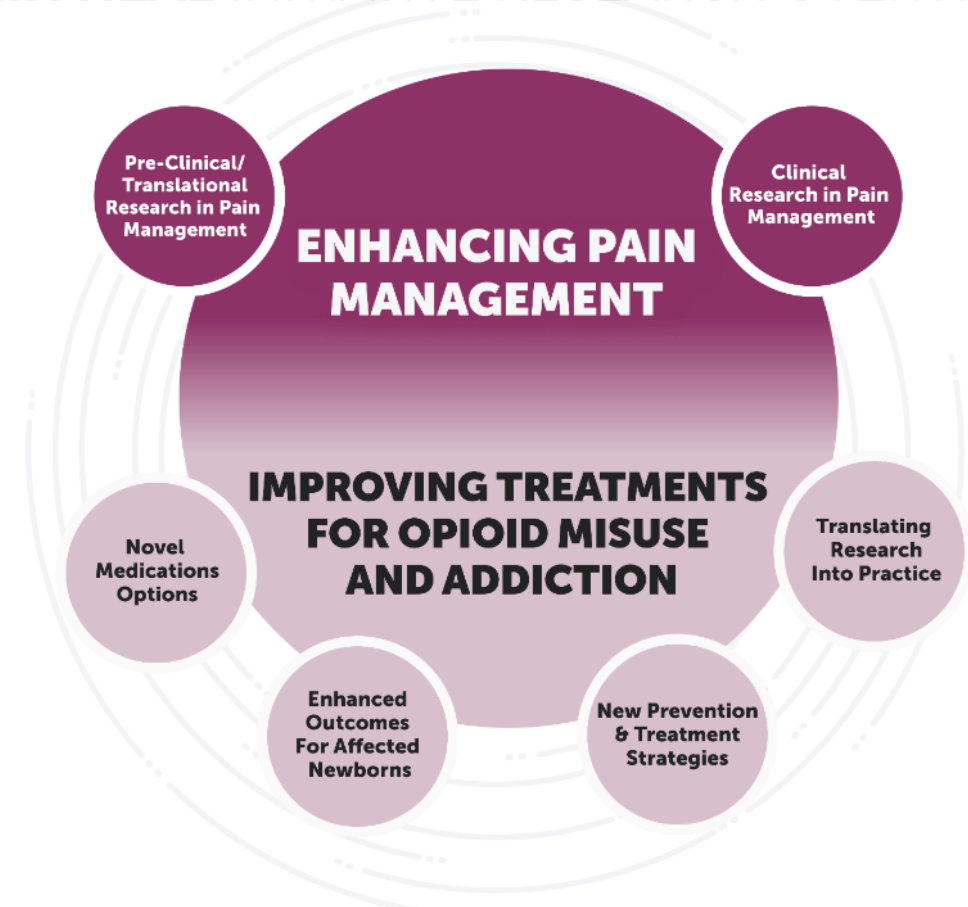 Pre-Clinical/
Translational
Research in Pain
Management
Clinical
Research in Pain
Management
ENHANCING PAIN
MANAGEMENT
IMPROVING TREATMENTS
FOR OPIOID MISUSE
AND ADDICTION
Novel
Medications
Options
Translating
Research
Into Practice
Enhanced
Outcomes
For Affected
Newborns
New Prevention
& Treatment
Strategies